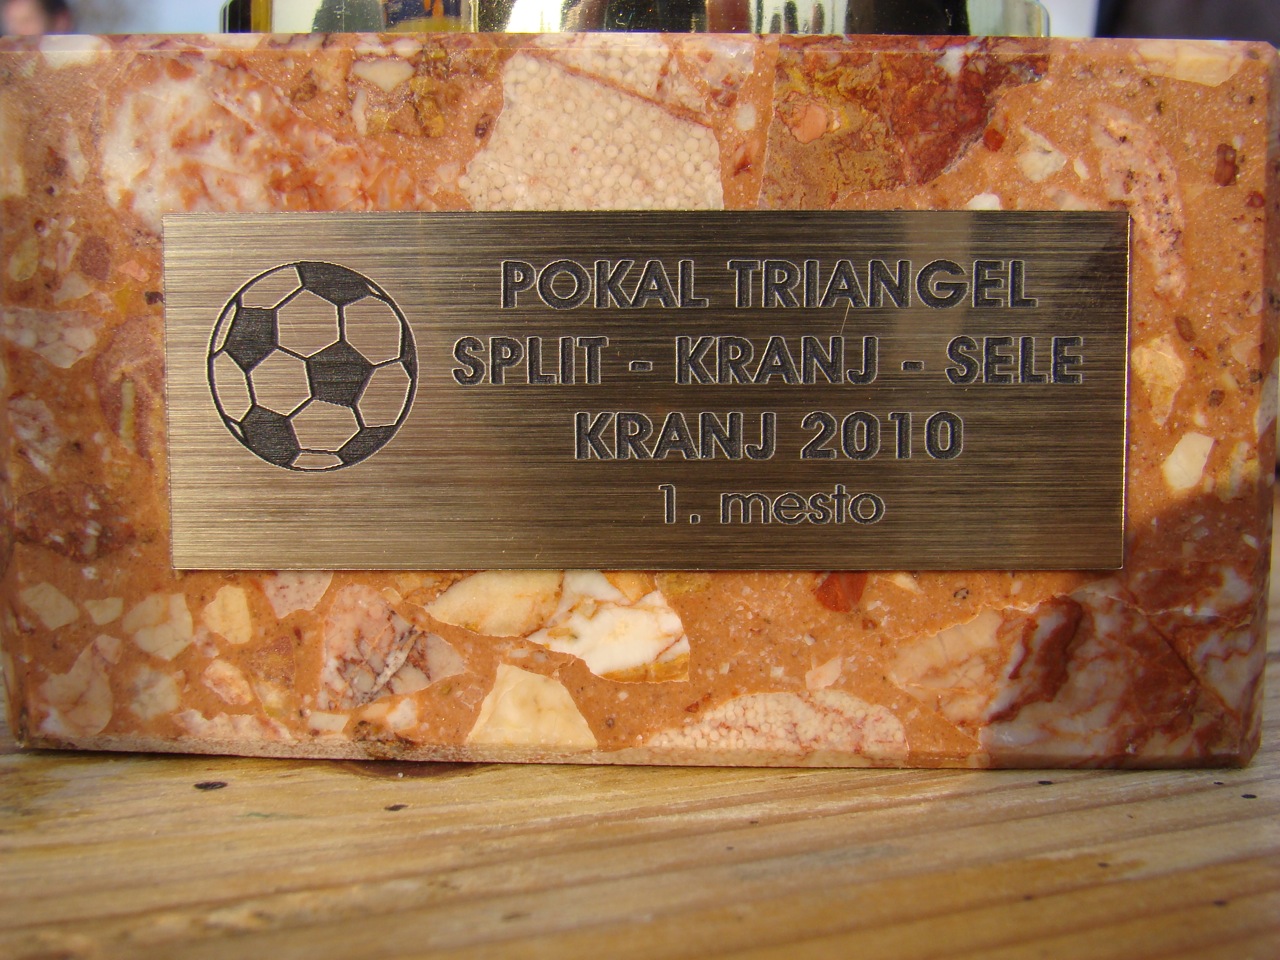 POKAL TRIANGEL
SPLIT - KRANJ - SELE
KRANJ 2010
1. mesto